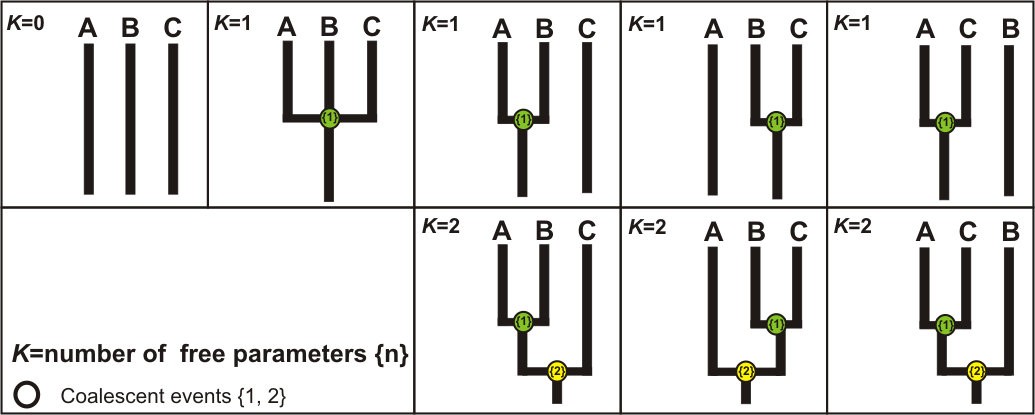 K=0 A B C
K=1 A B C
{1}
K=1 A B C
{1}
K=1 A B C
{1}
K=1 A C B
{1}
K=2 A B C
{1}
{2}
K=2 A B C
{1}
{2}
K=2 A C B
{1}
{2}
K=number of free parameters {n}
Coalescent events {1, 2}